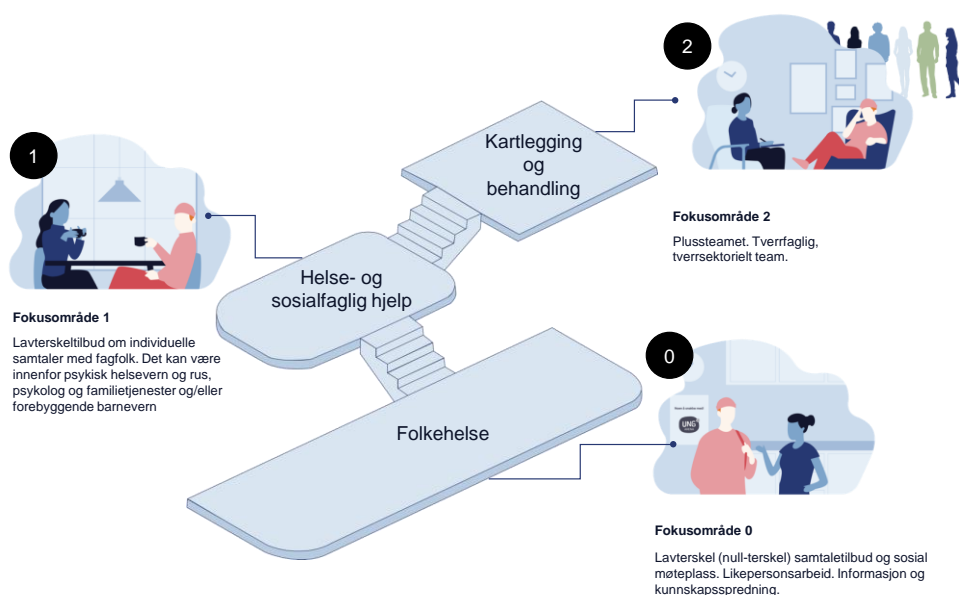 2
Kartlegging
og
behandling
1
Fokusområde 2
Plussteamet. Tverrfaglig,
tverrsektorielt team.
Helse- og
sosialfaglig hjelp
Fokusområde 1
Lavterskeltilbud om individuelle
samtaler med fagfolk. Det kan være
innenfor psykisk helsevern og rus,
psykolog og familietjenester og/eller
forebyggende barnevern
0
UNG
Folkehelse
Fokusområde 0
Lavterskel (null-terskel) samtaletilbud og sosial
møteplass. Likepersonsarbeid. Informasjon og
kunnskapsspredning.